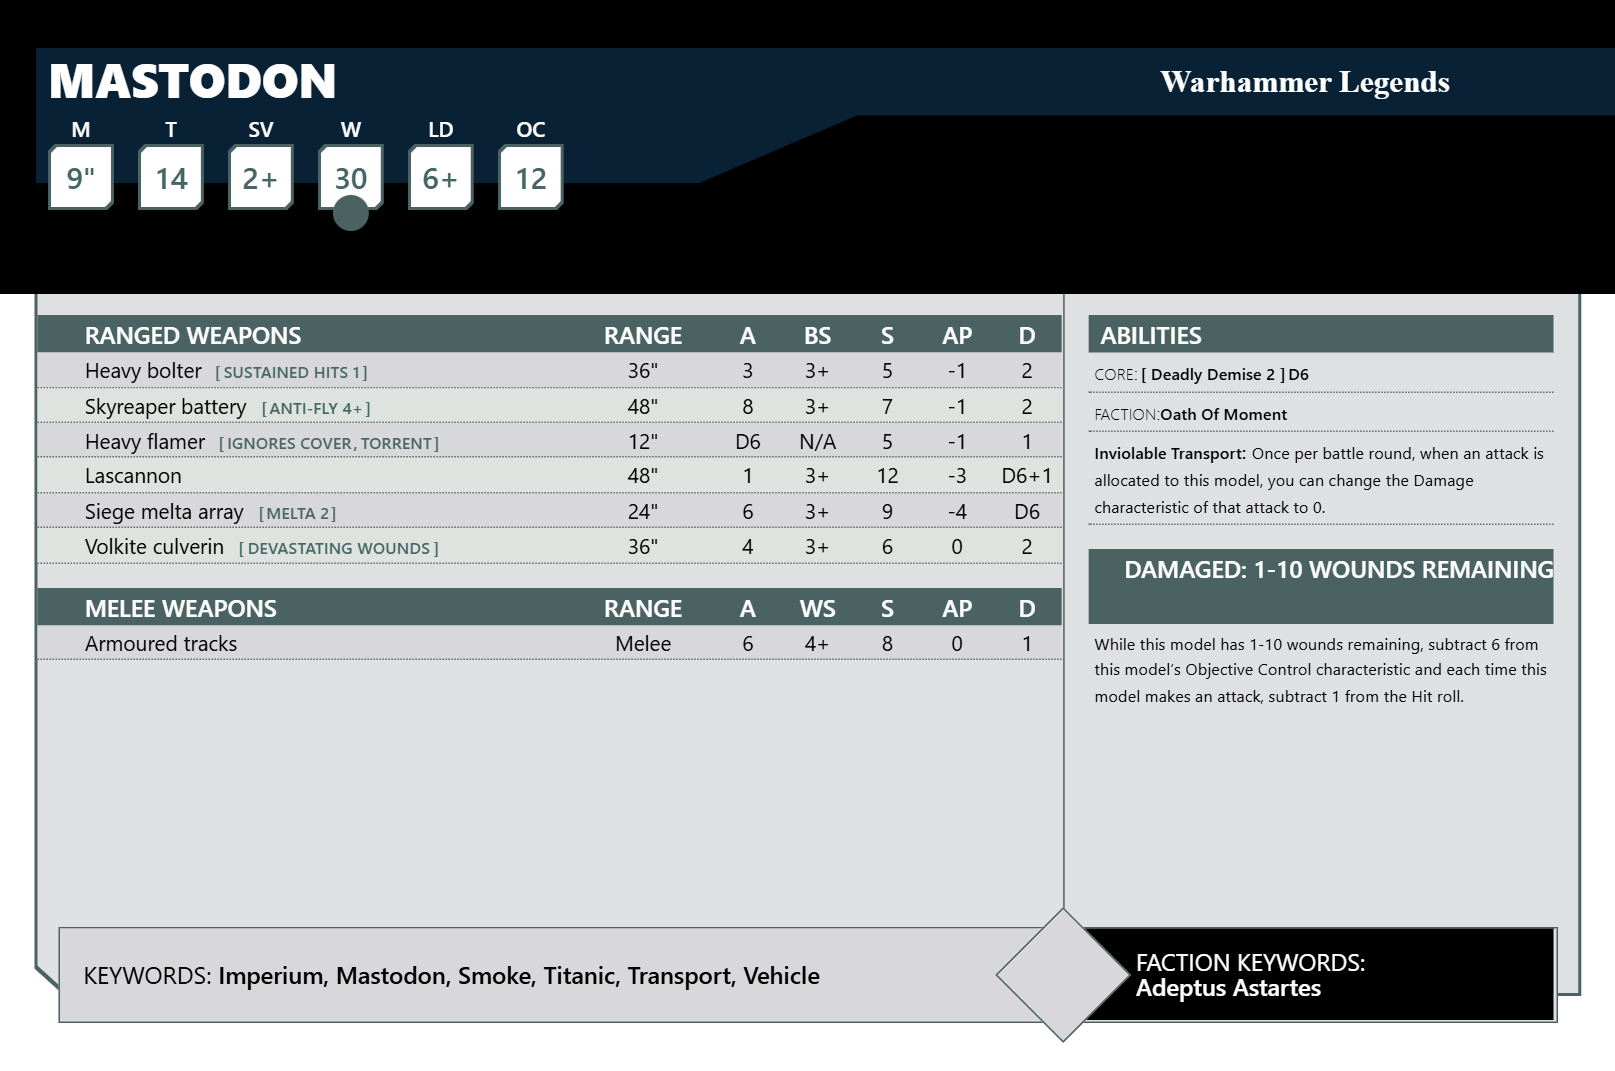 MASTODON
Warhammer Legends
M T SV W LD OC
9" 14 2+ 30 6+ 12
RANGED WEAPONS RANGE A BS S AP D
Heavy bolter [ SUSTAINED HITS 1 ] 36" 3 3+ 5 -1 2
Skyreaper battery [ ANTI-FLY 4+ ] 48" 8 3+ 7 -1 2
Heavy flamer [ IGNORES COVER, TORRENT ] 12" D6 N/A 5 -1 1
Lascannon 48" 1 3+ 12 -3 D6+1
Siege melta array [ MELTA 2 ] 24" 6 3+ 9 -4 D6
Volkite culverin [ DEVASTATING WOUNDS ] 36" 4 3+ 6 0 2
MELEE WEAPONS RANGE A WS S AP D
Armoured tracks Melee 6 4+ 8 0 1
ABILITIES
CORE: [ Deadly Demise 2 ] D6
FACTION:Oath Of Moment
Inviolable Transport: Once per battle round, when an attack is
allocated to this model, you can change the Damage
characteristic of that attack to 0.
DAMAGED: 1-10 WOUNDS REMAINING
While this model has 1-10 wounds remaining, subtract 6 from
this model’s Objective Control characteristic and each time this
model makes an attack, subtract 1 from the Hit roll.
KEYWORDS: Imperium, Mastodon, Smoke, Titanic, Transport, Vehicle
FACTION KEYWORDS:
Adeptus Astartes